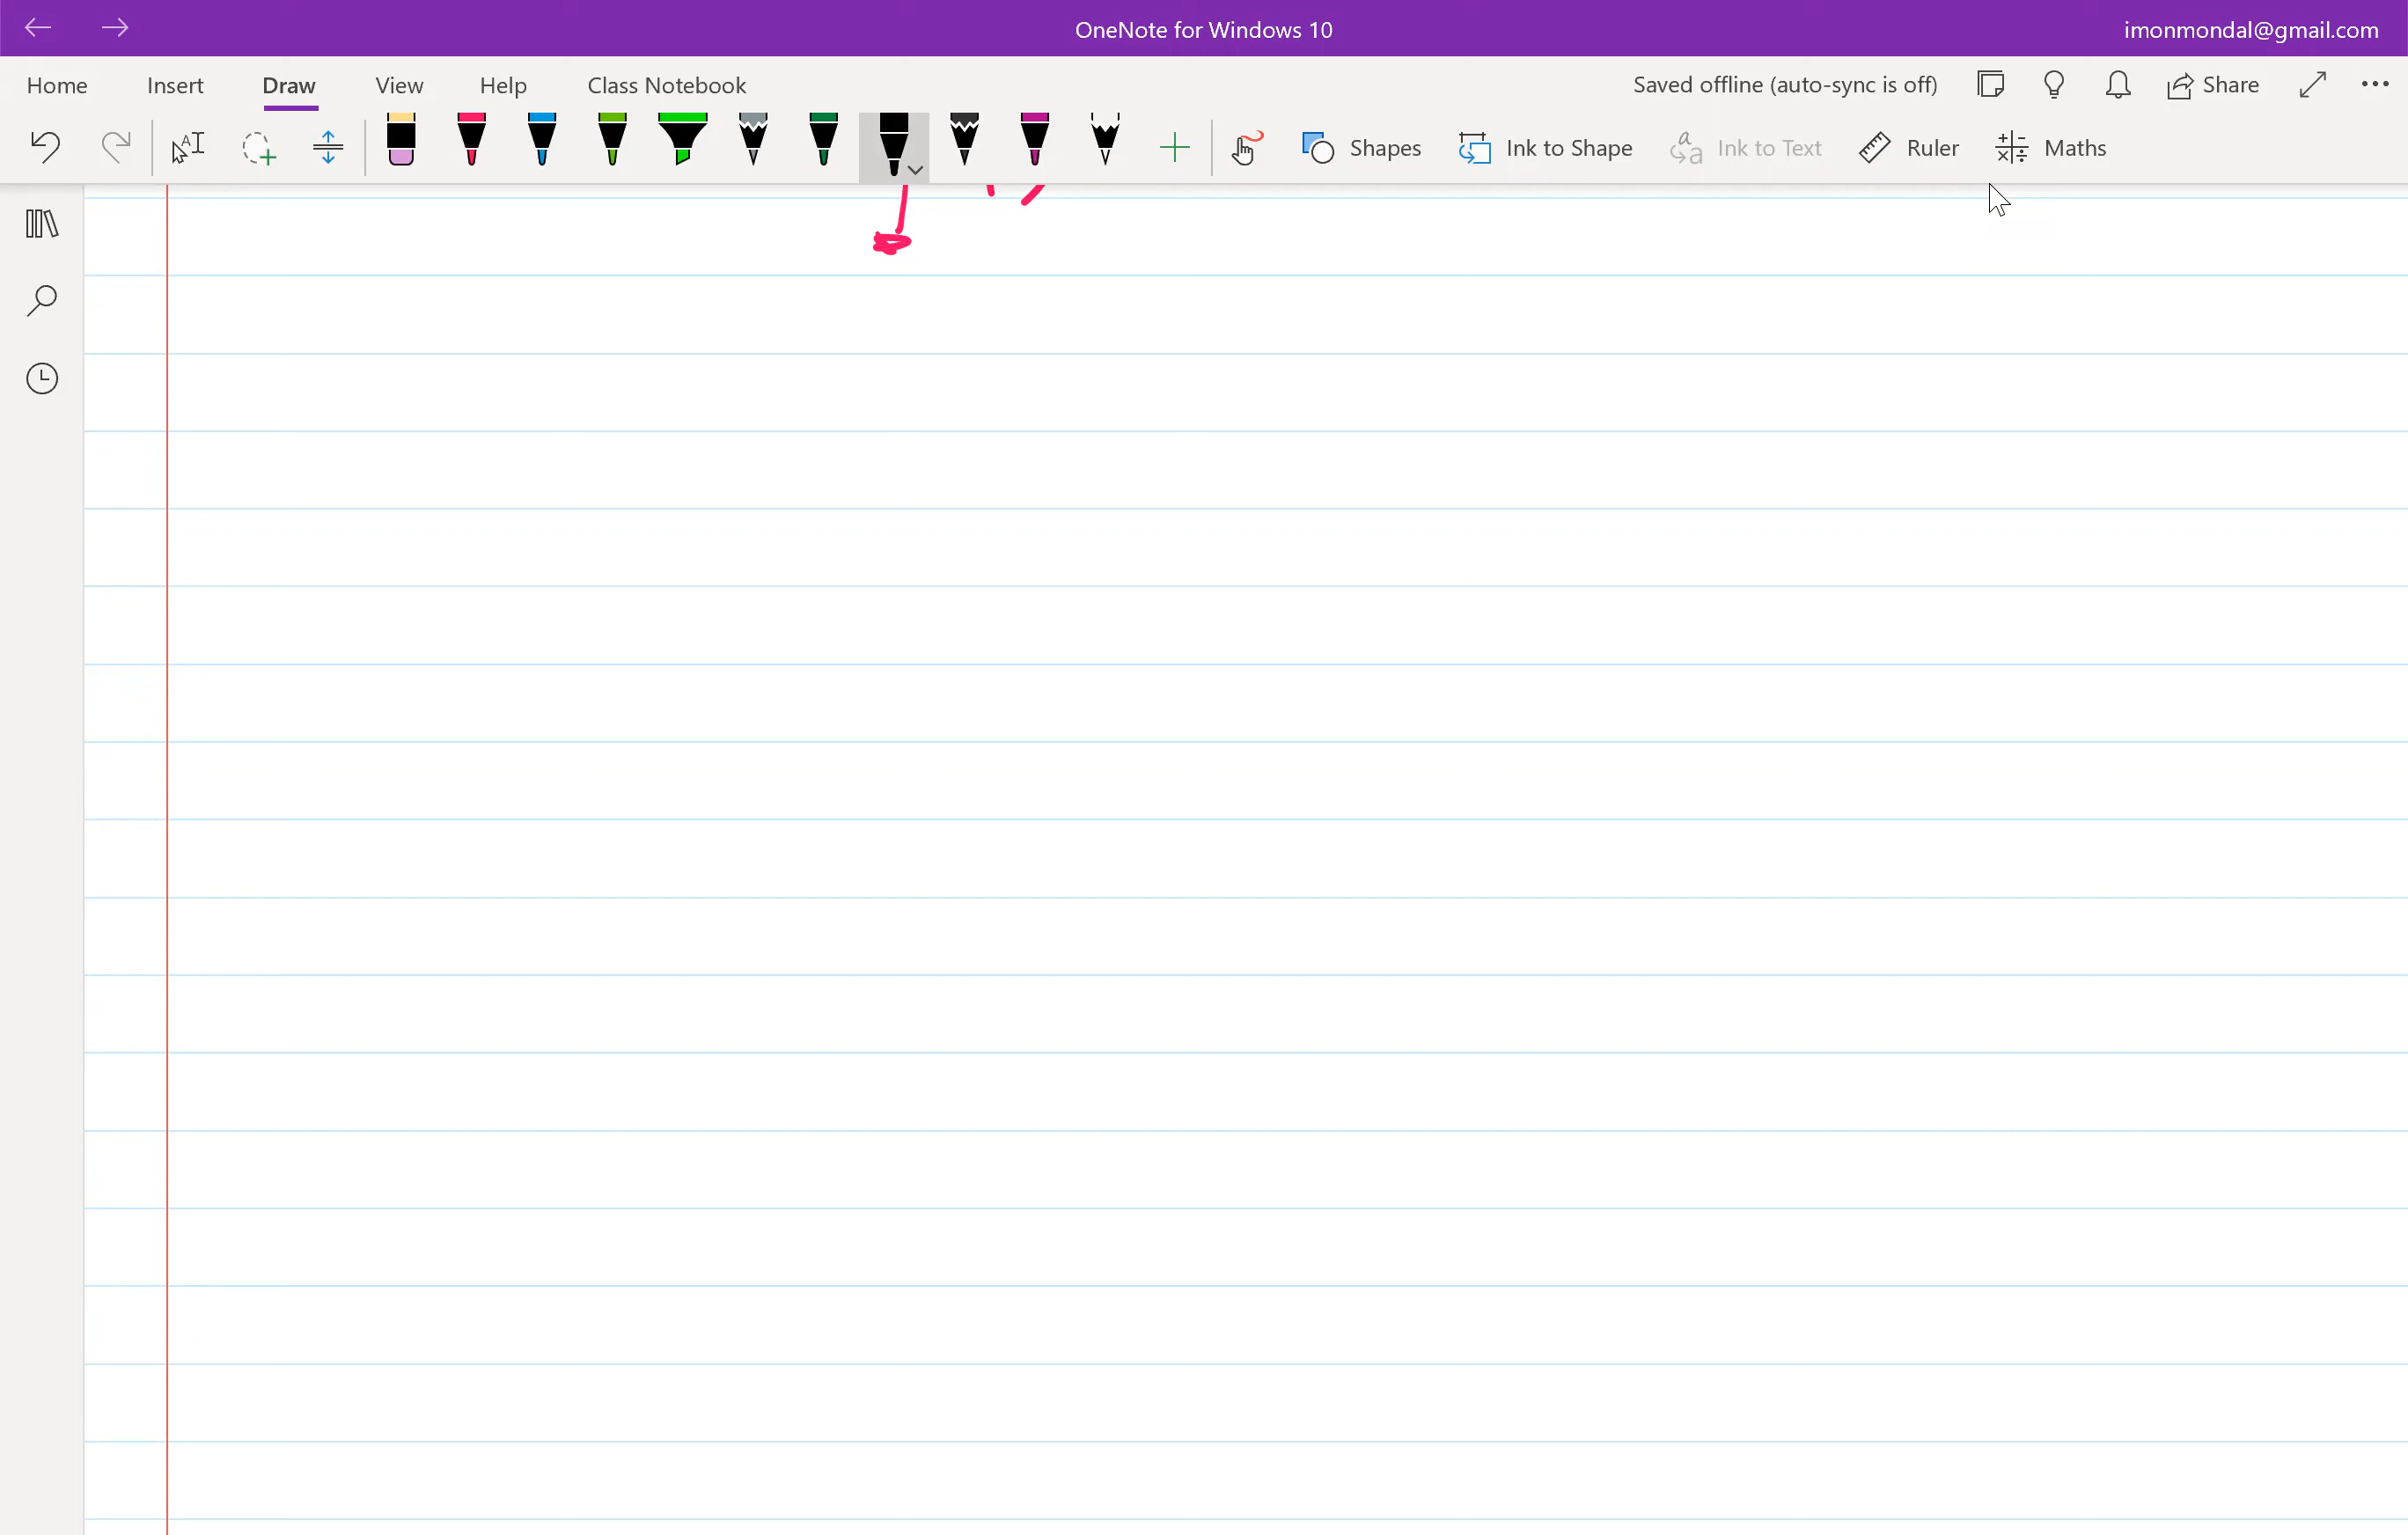 OneNote for Windows 10
imonmondal@gmail.com
Home Insert Draw View Help Class Notebook
Saved offline (auto-sync is off) Share
Shapes Ink to Shape Ink to Text Ruler Maths